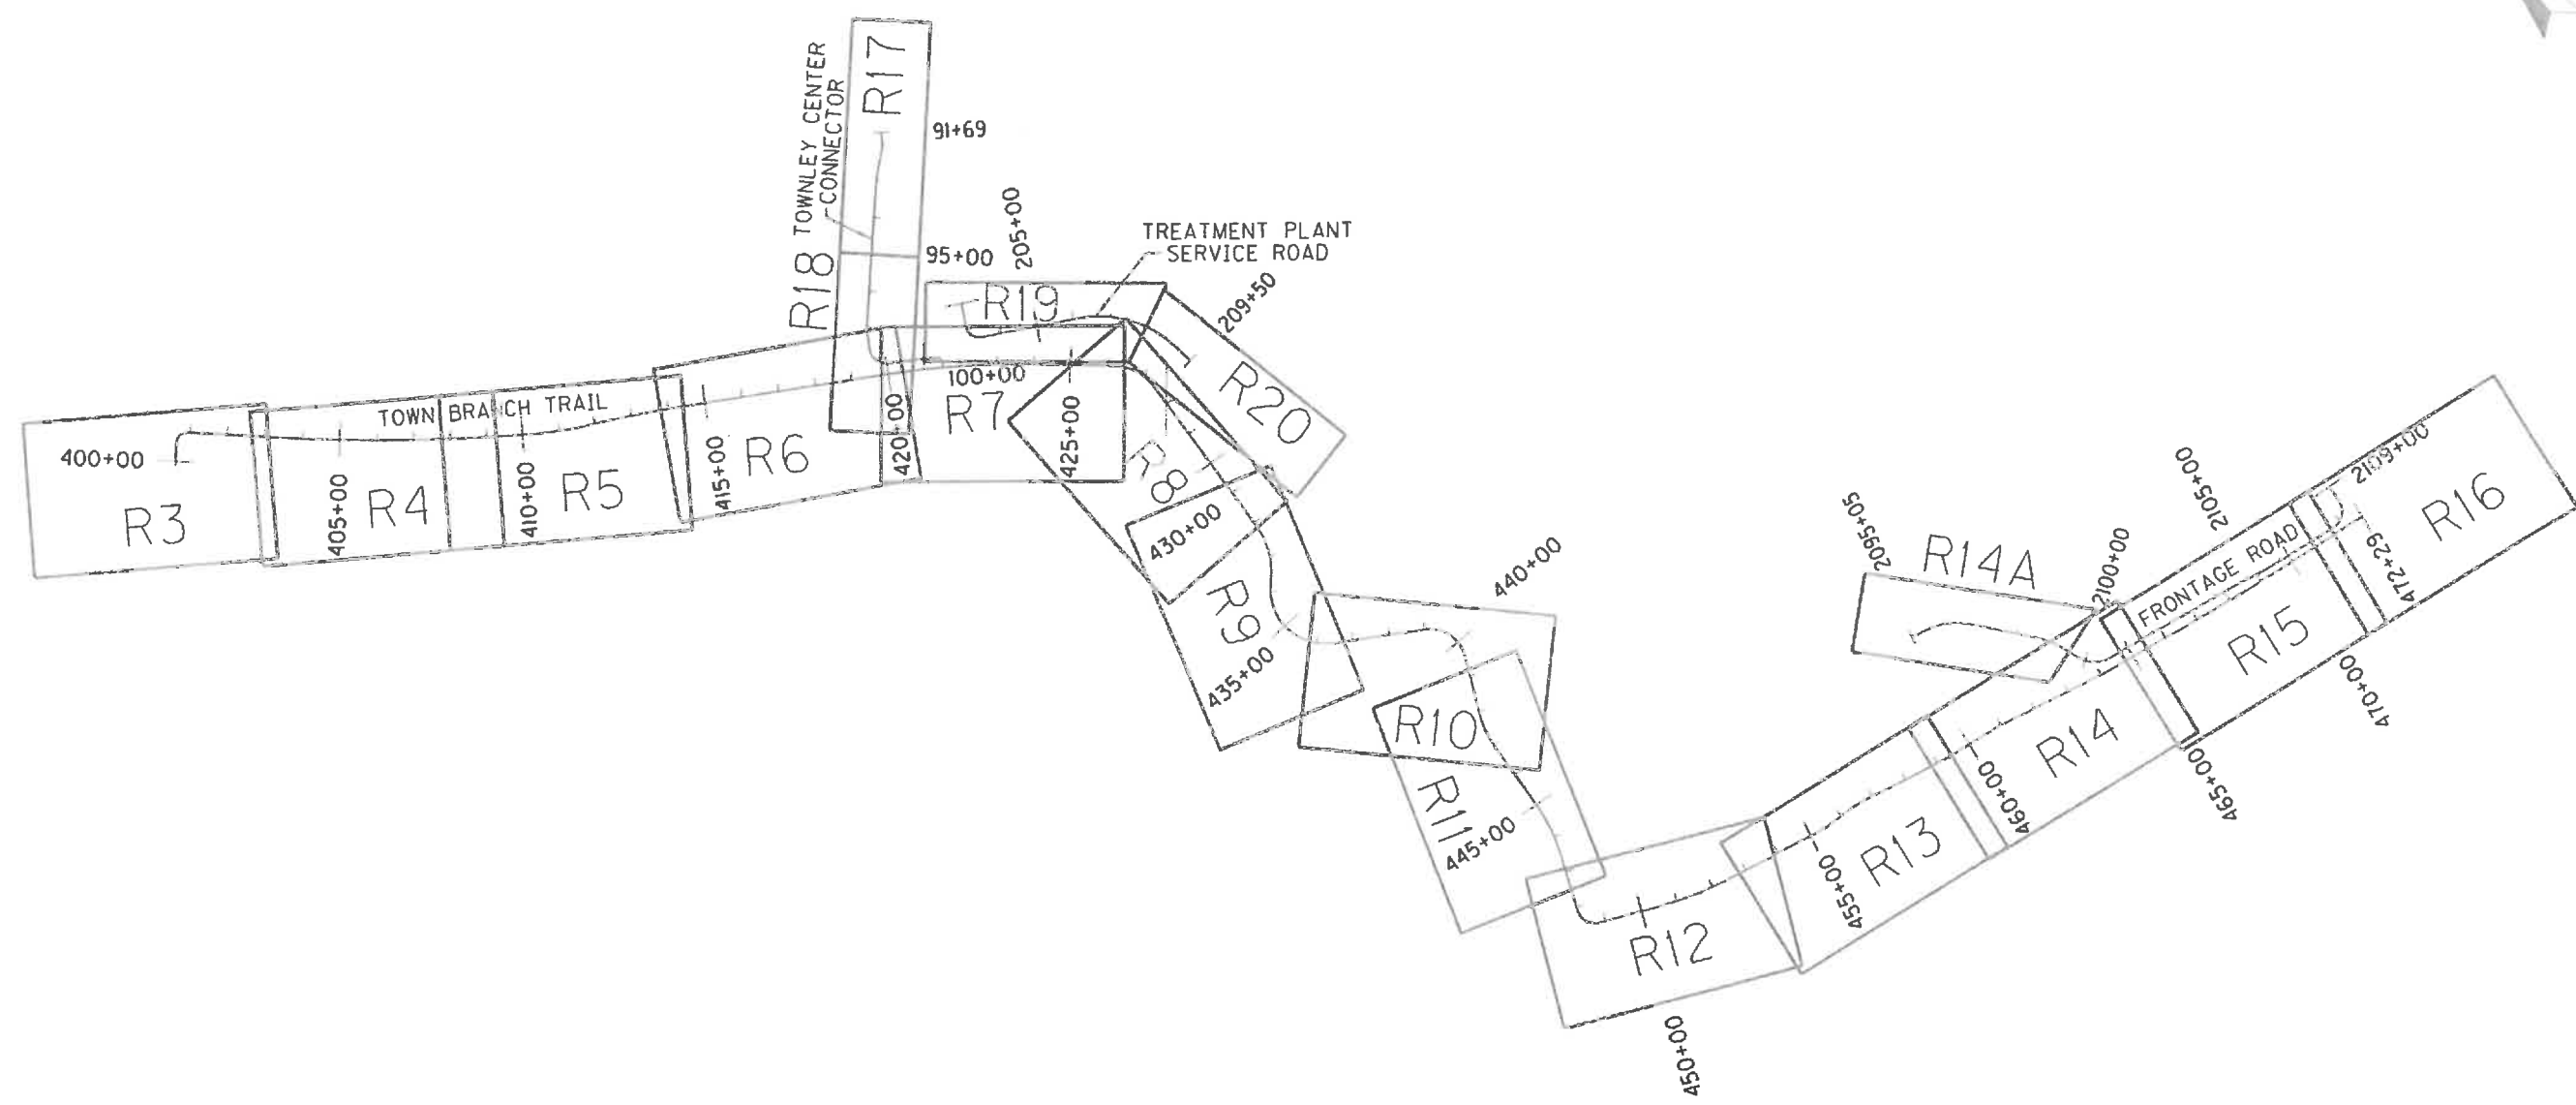 R17
TOWNLEY CENTER
CONNECTOR
91+69
R18
95+00
205+00
TREATMENT PLANT
SERVICE ROAD
R19
209+50
R20
100+00
R7
420+00
425+00
TOWN BRANCH TRAIL
400+00
R3
405+00
R4
410+00
R5
415+00
R6
R8
430+00
R9
435+00
440+00
R10
R11
445+00
R12
450+00
455+00
R13
460+00
R14
2095+05
R14A
2100+00
FRONTAGE ROAD
2105+00
2109+00
R15
465+00
470+00
472+29
R16